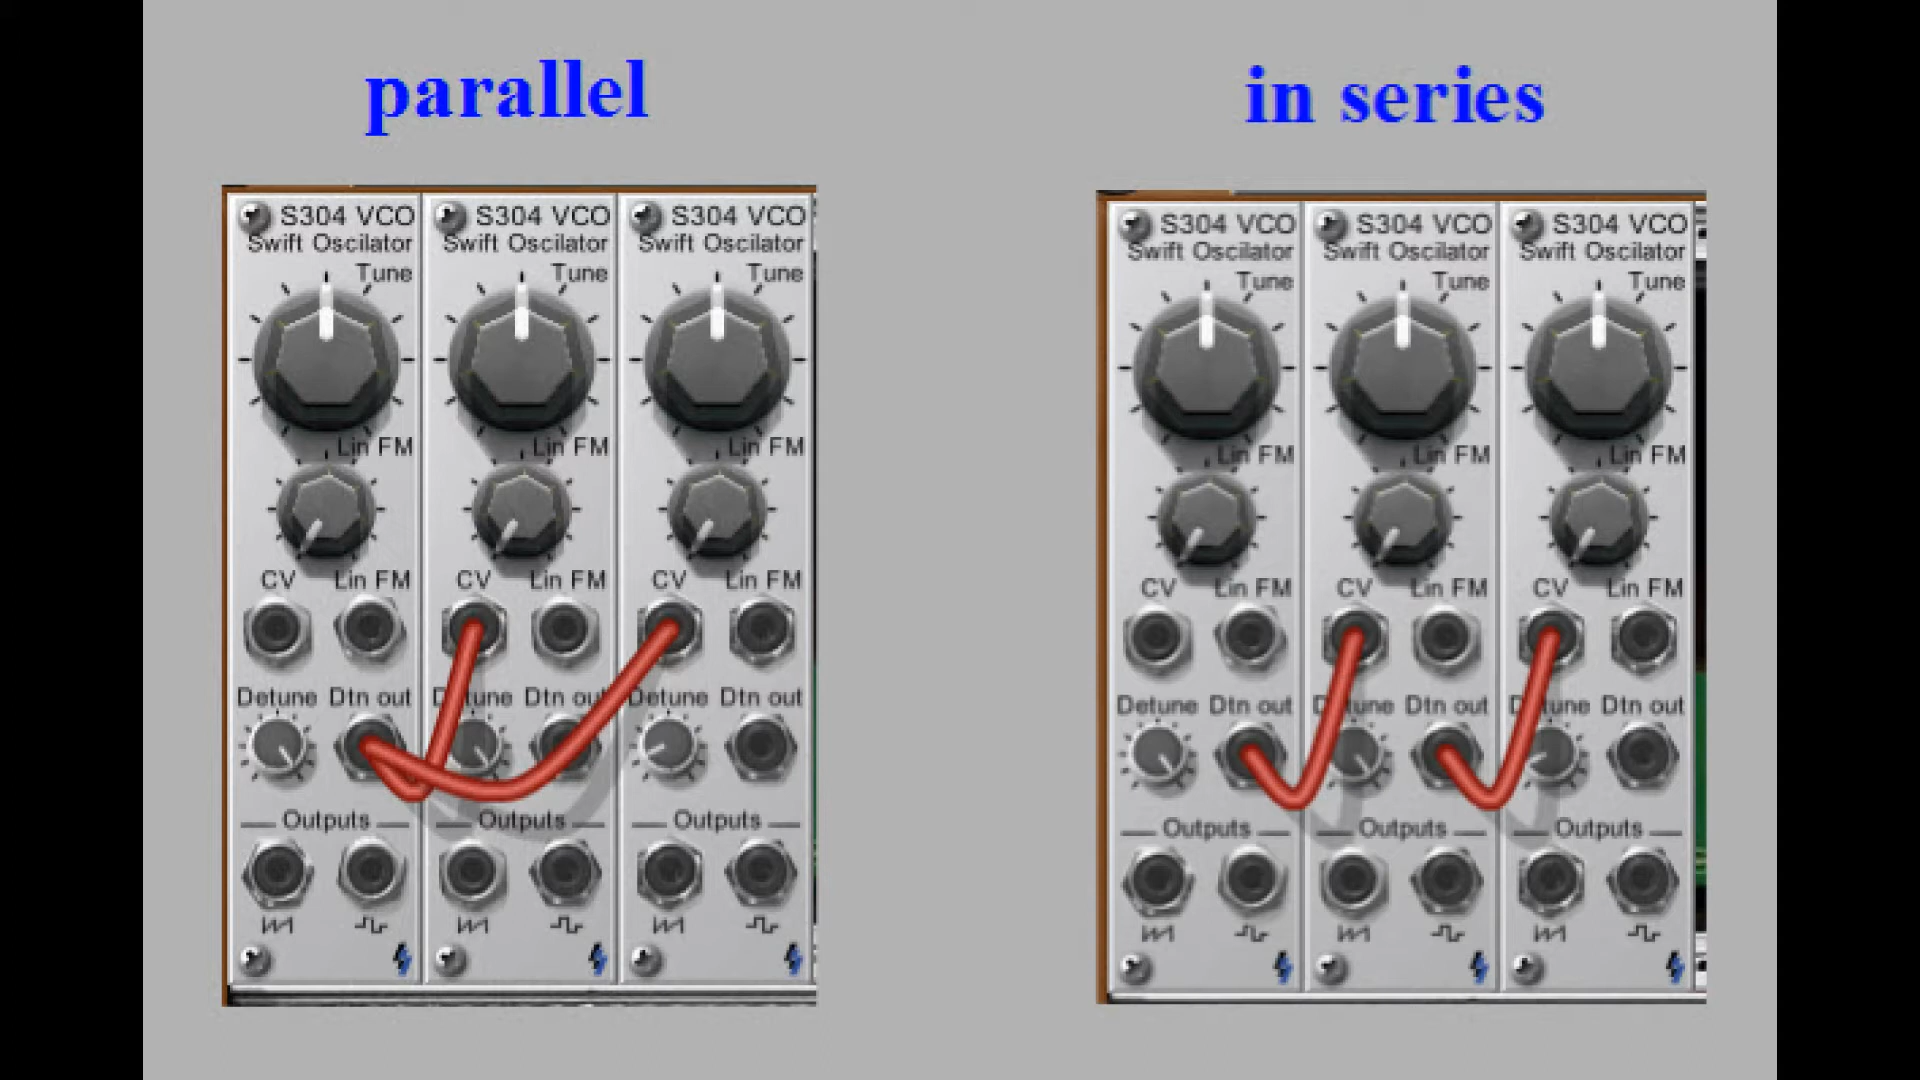 parallel
S304 VCO S304 VCO S304 VCO
Swift Oscilator Swift Oscilator Swift Oscilator
Tune Tune Tune
Lin FM Lin FM Lin FM
CV Lin FM CV Lin FM CV Lin FM
Detune Dtn out Detune Dtn out Detune Dtn out
Outputs Outputs Outputs
in series
S304 VCO S304 VCO S304 VCO
Swift Oscilator Swift Oscilator Swift Oscilator
Tune Tune Tune
Lin FM Lin FM Lin FM
CV Lin FM CV Lin FM CV Lin FM
Detune Dtn out Detune Dtn out Detune Dtn out
Outputs Outputs Outputs